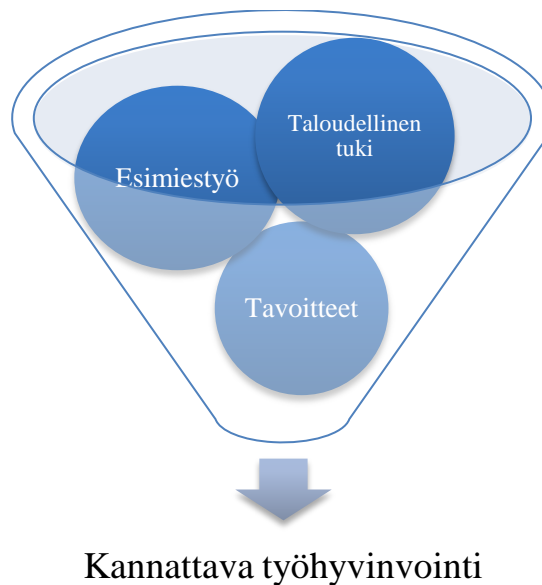 Taloudellinen
tuki
Esimiestyö
Tavoitteet
Kannattava työhyvinvointi